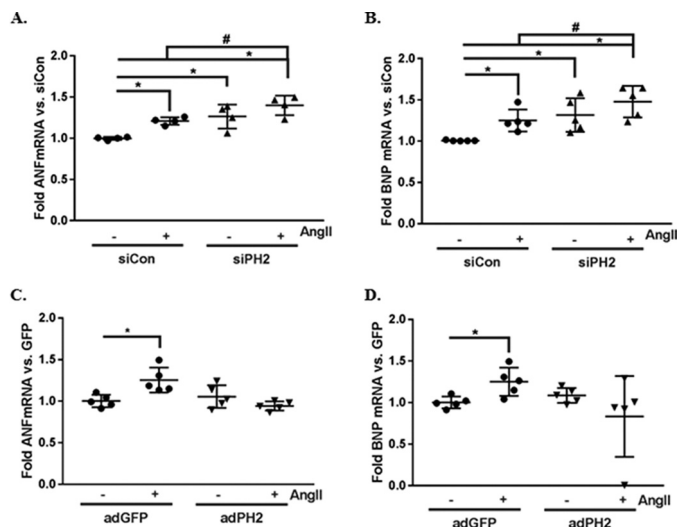 A.
Fold ANFmRNA vs. siCon
2.0
1.5
1.0
0.5
0.0
*
*
*
#
- + - + AngII
siCon siPH2
B.
Fold BNP mRNA vs. siCon
2.0
1.5
1.0
0.5
0.0
*
*
*
#
- + - + AngII
siCon siPH2
C.
Fold ANFmRNA vs. GFP
2.0
1.5
1.0
0.5
0.0
*
- + - + AngII
adGFP adPH2
D.
Fold BNP mRNA vs. GFP
2.0
1.5
1.0
0.5
0.0
*
- + - + AngII
adGFP adPH2